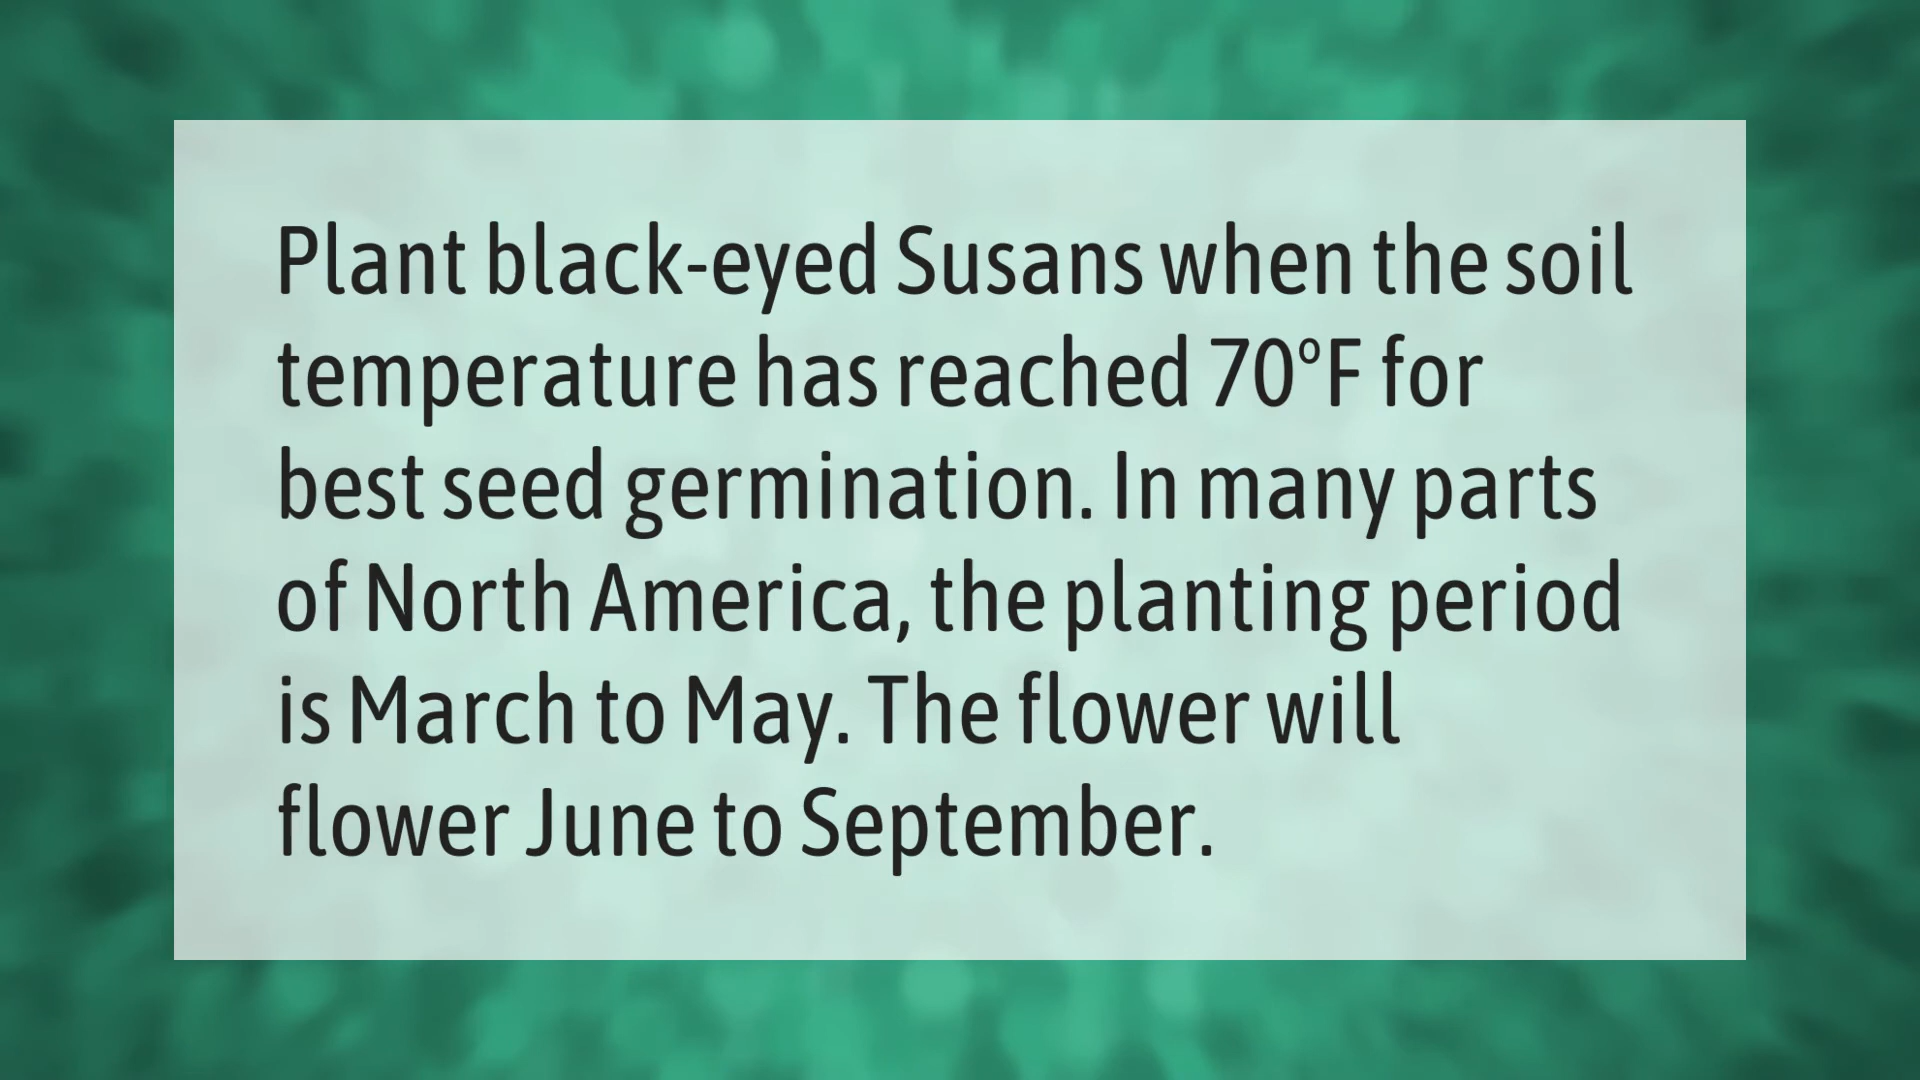 Plant black-eyed Susans when the soil
temperature has reached 70°F for
best seed germination. In many parts
of North America, the planting period
is March to May. The flower will
flower June to September.